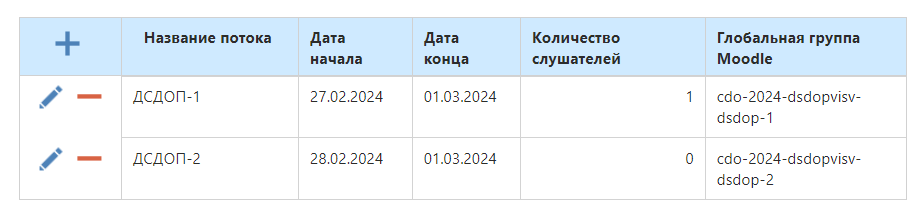 Название потока
Дата начала
Дата конца
Количество слушателей
Глобальная группа Moodle
ДСДОП-1
27.02.2024
01.03.2024
1
cdo-2024-dsdopvisv-
dsdop-1
ДСДОП-2
28.02.2024
01.03.2024
0
cdo-2024-dsdopvisv-
dsdop-2